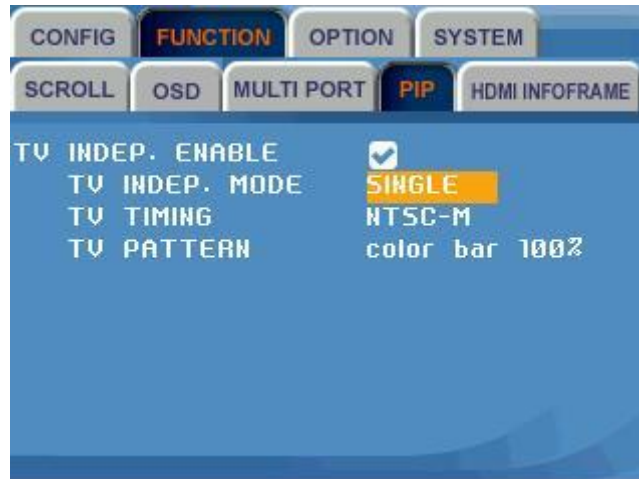 CONFIG FUNCTION OPTION SYSTEM
SCROLL OSD MULTI PORT PIP HDMI INFOFRAME
TV INDEP. ENABLE
TV INDEP. MODE SINGLE
TV TIMING NTSC-M
TV PATTERN color bar 100%